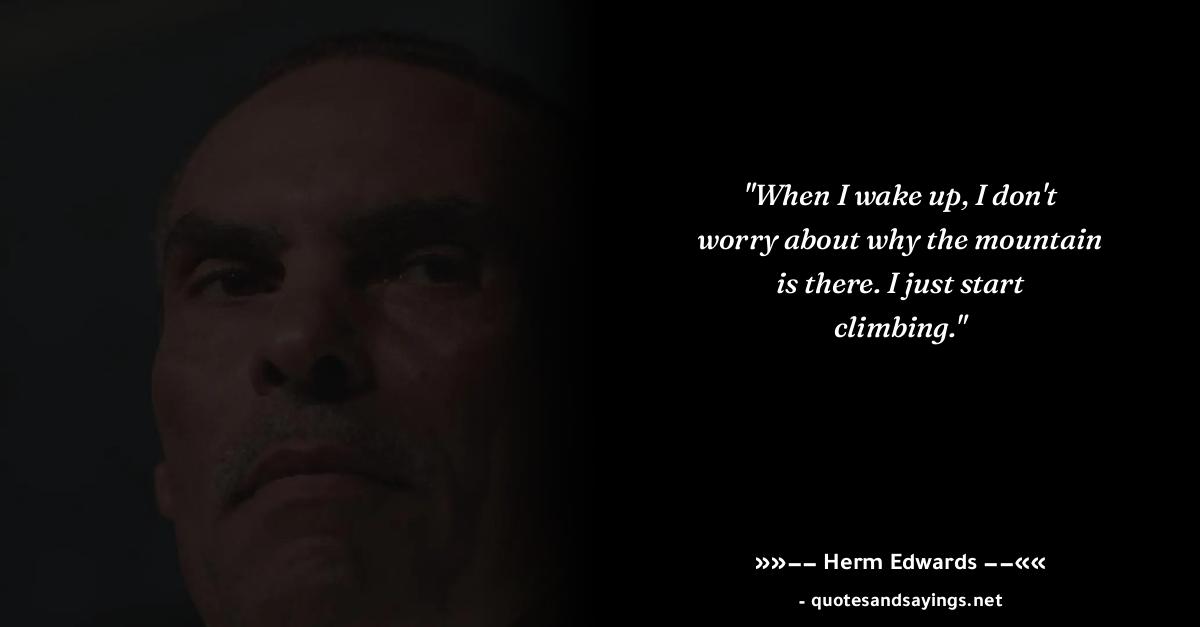 "When I wake up, I don't
worry about why the mountain
is there. I just start
climbing."
»»–– Herm Edwards ––««
- quotesandsayings.net